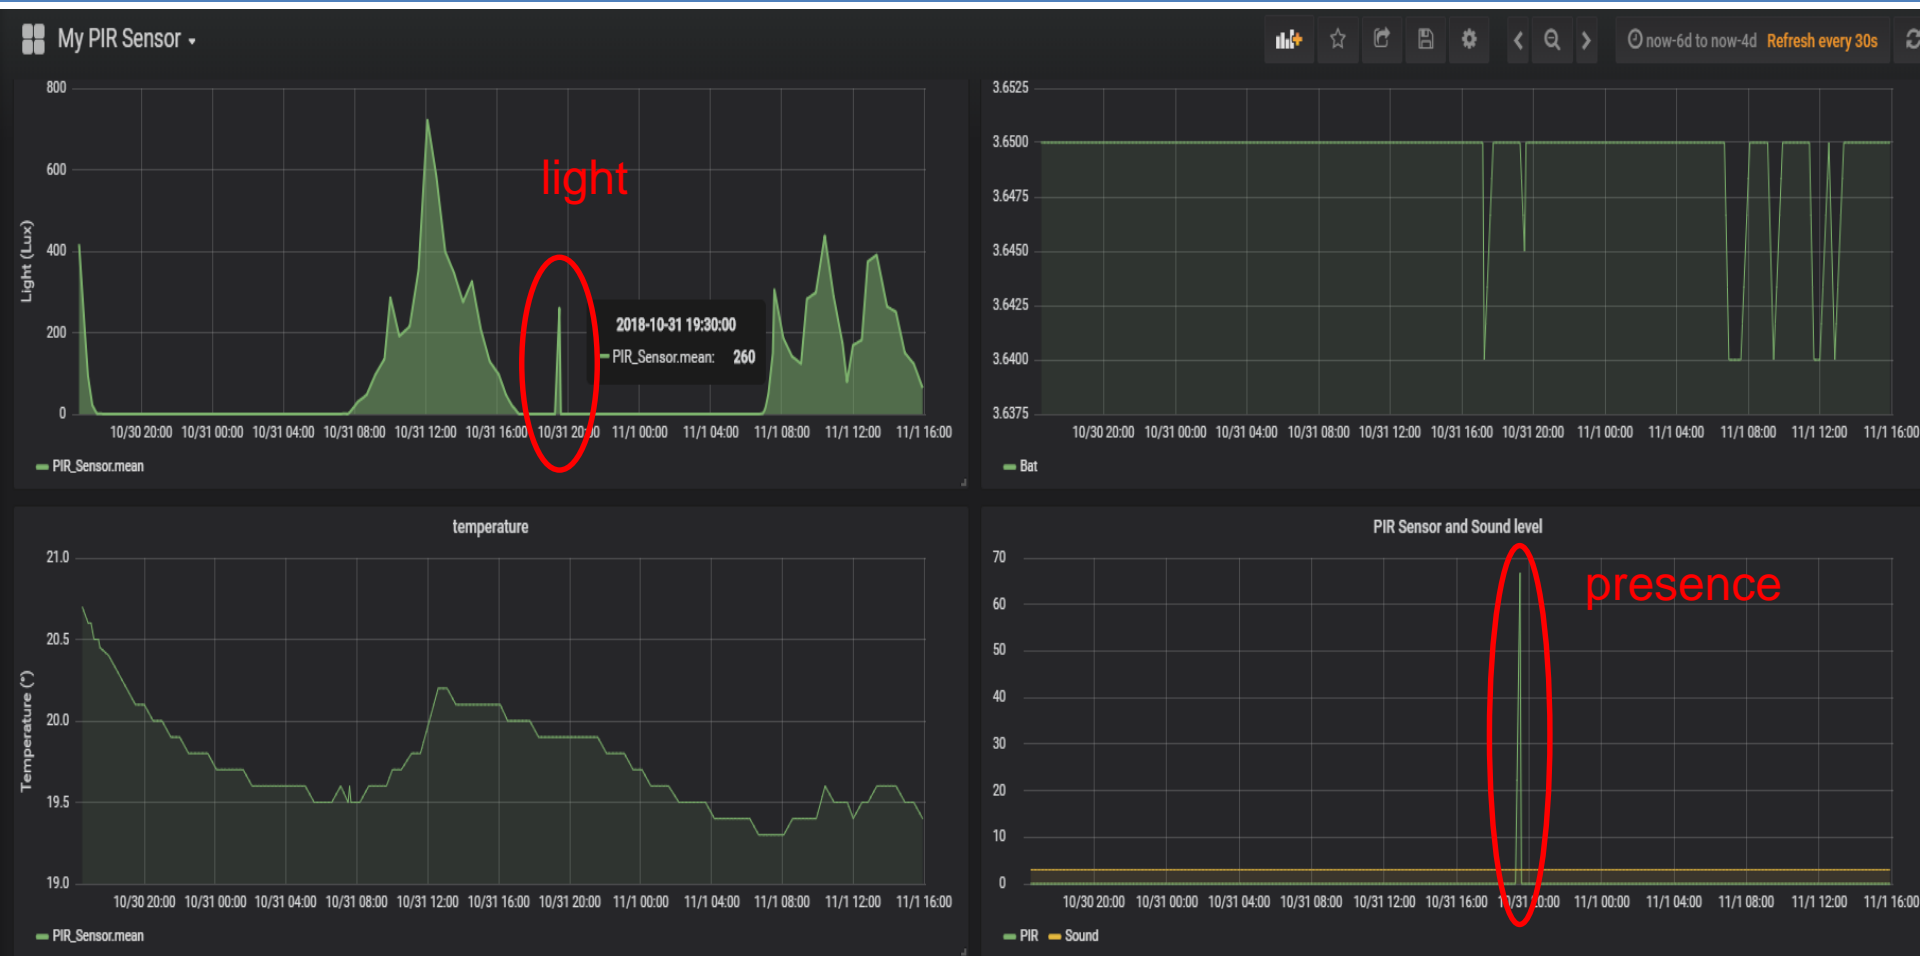 My PIR Sensor
now-6d to now-4d Refresh every 30s
800
600
400
200
0
Light (Lux)
10/30 20:00 10/31 00:00 10/31 04:00 10/31 08:00 10/31 12:00 10/31 16:00 10/31 20:00 11/1 00:00 11/1 04:00 11/1 08:00 11/1 12:00 11/1 16:00
PIR_Sensor.mean
light
2018-10-31 19:30:00
PIR_Sensor.mean: 260
3.6525
3.6500
3.6475
3.6450
3.6425
3.6400
3.6375
10/30 20:00 10/31 00:00 10/31 04:00 10/31 08:00 10/31 12:00 10/31 16:00 10/31 20:00 11/1 00:00 11/1 04:00 11/1 08:00 11/1 12:00 11/1 16:00
Bat
temperature
21.0
20.5
20.0
19.5
19.0
Temperature (°)
10/30 20:00 10/31 00:00 10/31 04:00 10/31 08:00 10/31 12:00 10/31 16:00 10/31 20:00 11/1 00:00 11/1 04:00 11/1 08:00 11/1 12:00 11/1 16:00
PIR_Sensor.mean
PIR Sensor and Sound level
presence
70
60
50
40
30
20
10
0
10/30 20:00 10/31 00:00 10/31 04:00 10/31 08:00 10/31 12:00 10/31 16:00 10/31 20:00 11/1 00:00 11/1 04:00 11/1 08:00 11/1 12:00 11/1 16:00
PIR Sound